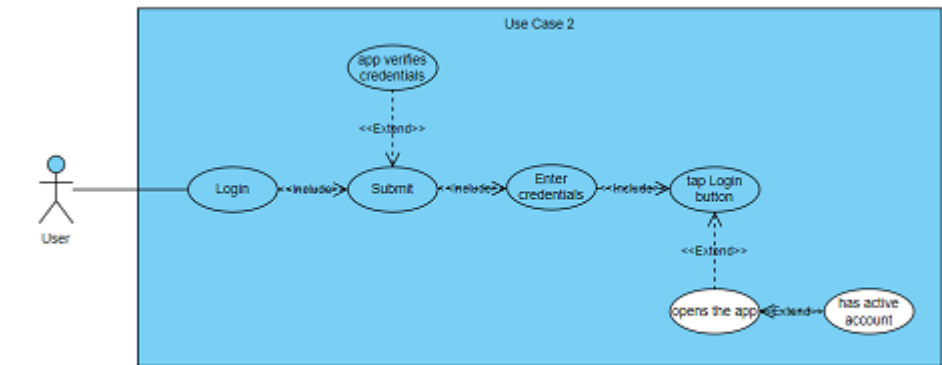 Use Case 2
app verifies
credentials
<<Extend>>
Login
<<Include>>
Submit
<<Include>>
Enter
credentials
<<Include>>
tap Login
button
User
<<Extend>>
opens the app
<<Extend>>
has active
account